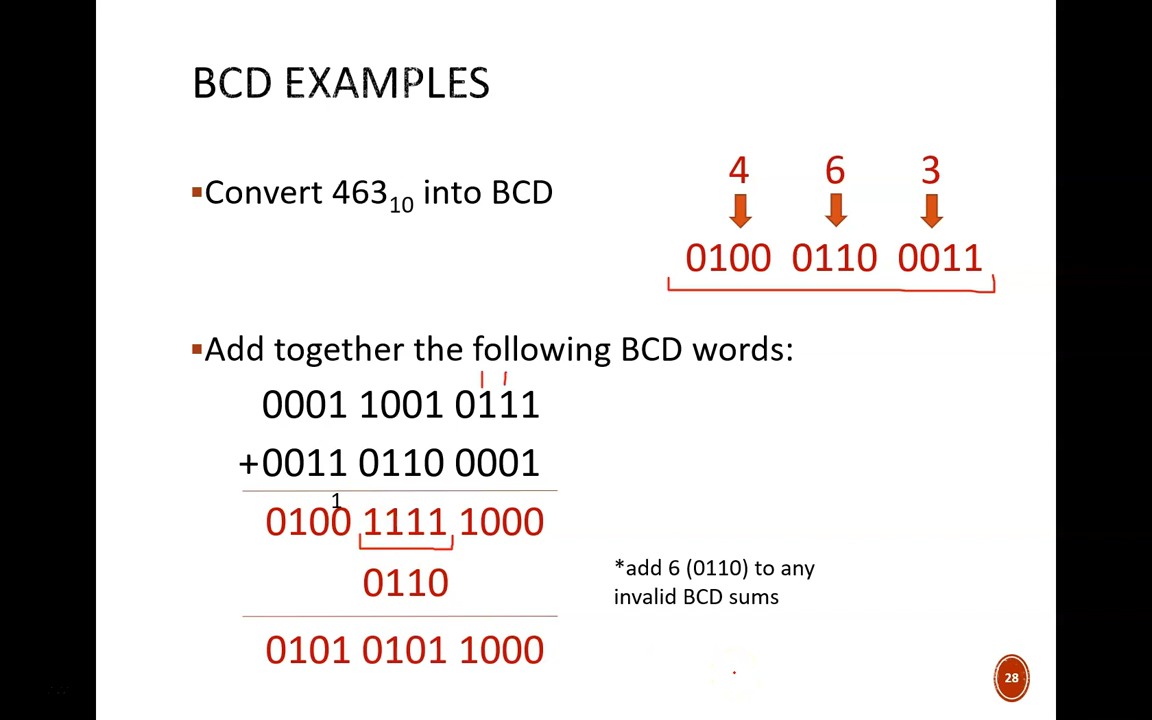 BCD EXAMPLES
4 6 3
▪Convert 463₁₀ into BCD
0100 0110 0011
▪Add together the following BCD words:
1 1
0001 1001 0111
+0011 0110 0001
1
0100 1111 1000
0110
*add 6 (0110) to any
invalid BCD sums
0101 0101 1000
28